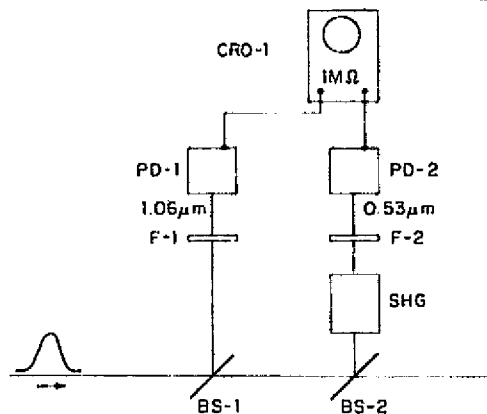 CRO-1
1MΩ
PD-1
PD-2
1.06μm
0.53μm
F-1
F-2
SHG
BS-1
BS-2